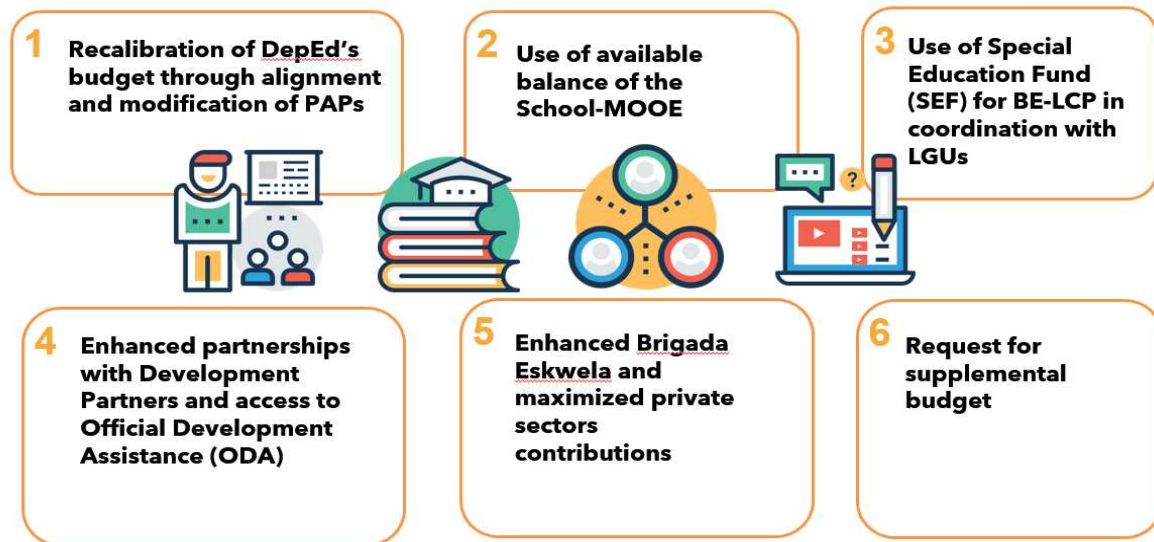 1
Recalibration of DepEd's
budget through alignment
and modification of PAPs
2
Use of available
balance of the
School-MOOE
3
Use of Special
Education Fund
(SEF) for BE-LCP in
coordination with
LGUs
?
4
Enhanced partnerships
with Development
Partners and access to
Official Development
Assistance (ODA)
5
Enhanced Brigada
Eskwela and
maximized private
sectors
contributions
6
Request for
supplemental
budget